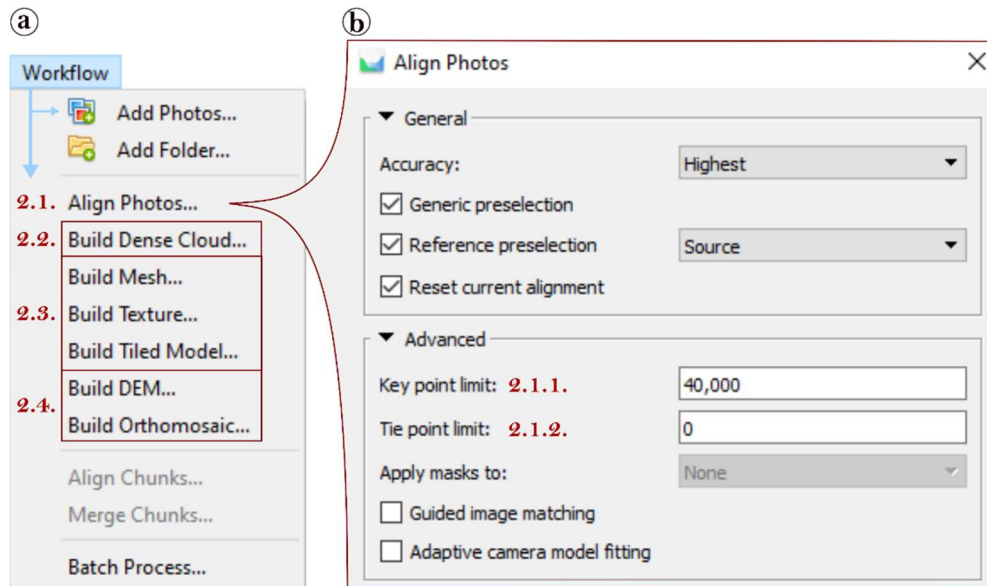 a
Workflow
Add Photos...
Add Folder...
2.1. Align Photos...
2.2. Build Dense Cloud...
Build Mesh...
2.3. Build Texture...
Build Tiled Model...
Build DEM...
2.4.
Build Orthomosaic...
Align Chunks...
Merge Chunks...
Batch Process...
b
Align Photos
General
Accuracy: Highest
Generic preselection
Reference preselection Source
Reset current alignment
Advanced
Key point limit: 2.1.1. 40,000
Tie point limit: 2.1.2. 0
Apply masks to: None
Guided image matching
Adaptive camera model fitting